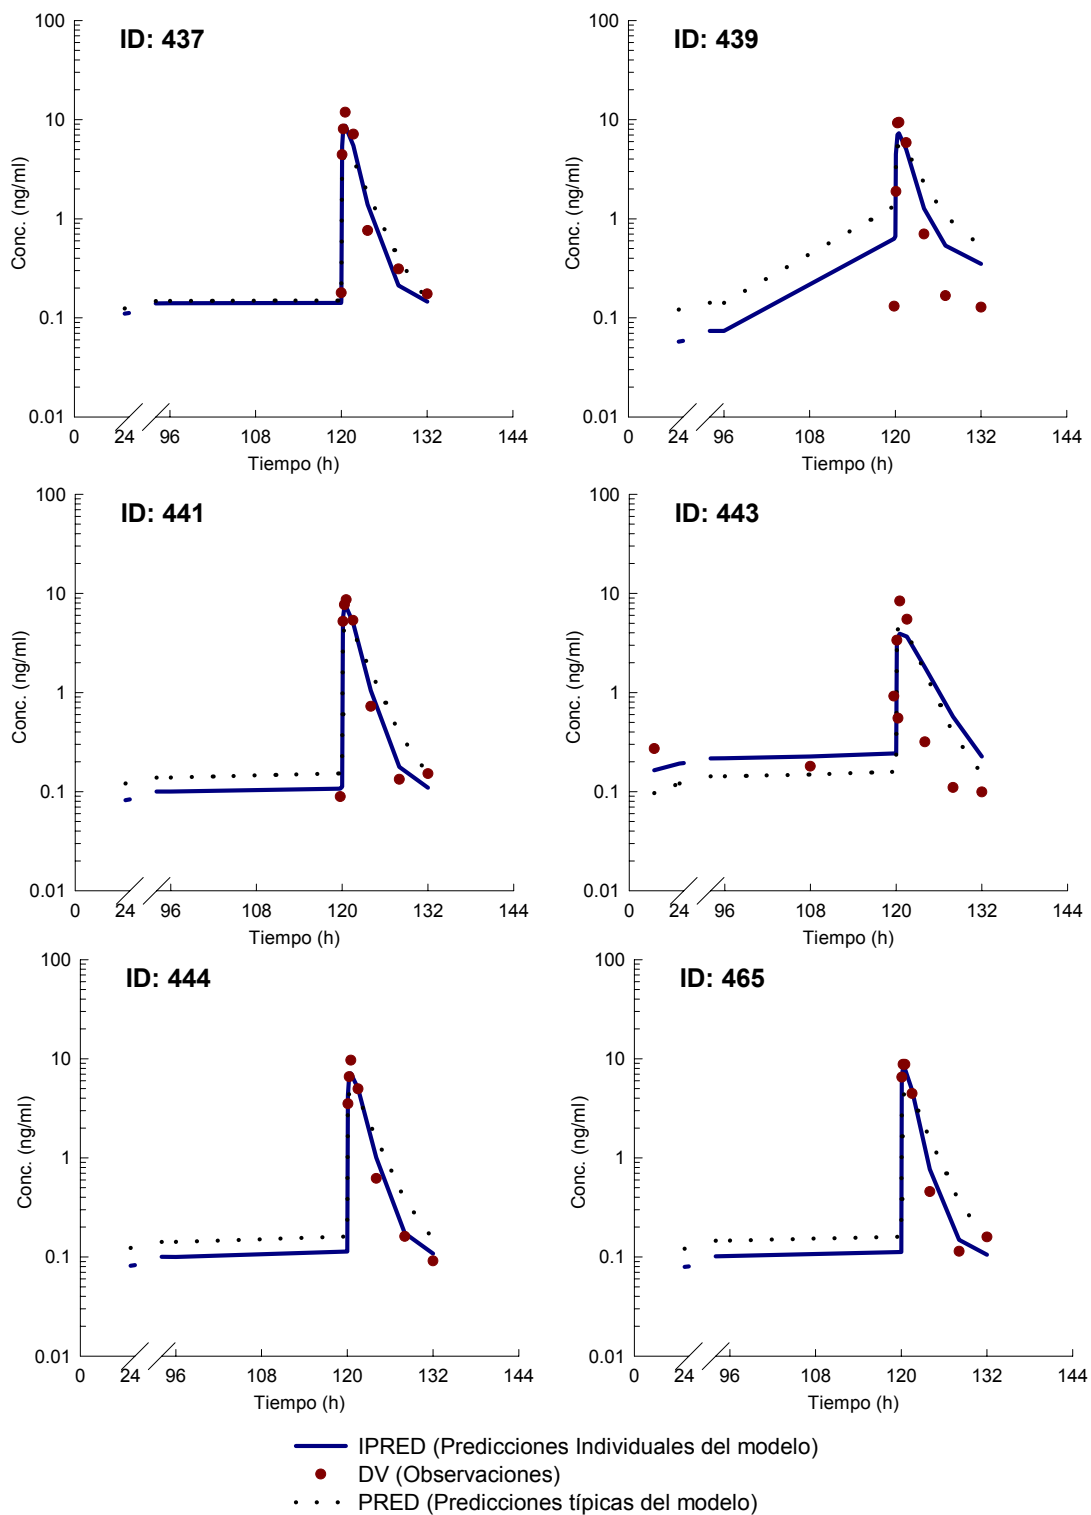 ID: 437
100
10
1
0.1
0.01
Conc. (ng/ml)
0 24 96 108 120 132 144
Tiempo (h)
ID: 439
100
10
1
0.1
0.01
Conc. (ng/ml)
0 24 96 108 120 132 144
Tiempo (h)
ID: 441
100
10
1
0.1
0.01
Conc. (ng/ml)
0 24 96 108 120 132 144
Tiempo (h)
ID: 443
100
10
1
0.1
0.01
Conc. (ng/ml)
0 24 96 108 120 132 144
Tiempo (h)
ID: 444
100
10
1
0.1
0.01
Conc. (ng/ml)
0 24 96 108 120 132 144
Tiempo (h)
ID: 465
100
10
1
0.1
0.01
Conc. (ng/ml)
0 24 96 108 120 132 144
Tiempo (h)
IPRED (Predicciones Individuales del modelo)
DV (Observaciones)
PRED (Predicciones típicas del modelo)